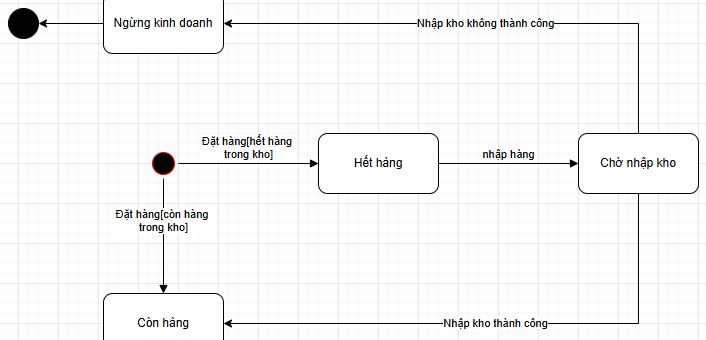 Ngừng kinh doanh
Nhập kho không thành công
Đặt hàng[hết hàng
trong kho]
Hết hàng
nhập hàng
Chờ nhập kho
Đặt hàng[còn hàng
trong kho]
Còn hàng
Nhập kho thành công